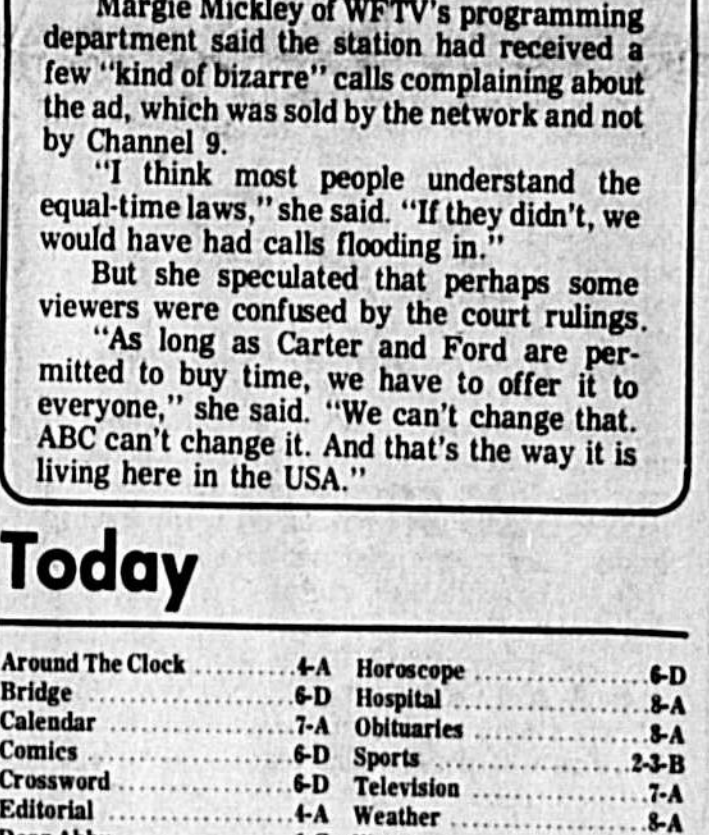 Margie Mickley of WFTV's programming
department said the station had received a
few "kind of bizarre" calls complaining about
the ad, which was sold by the network and not
by Channel 9.
"I think most people understand the
equal-time laws," she said. "If they didn't, we
would have had calls flooding in."
But she speculated that perhaps some
viewers were confused by the court rulings.
"As long as Carter and Ford are per-
mitted to buy time, we have to offer it to
everyone," she said. "We can't change that.
ABC can't change it. And that's the way it is
living here in the USA."
Today
Around The Clock ..........4-A
Bridge ....................6-D
Calendar ..................7-A
Comics ....................6-D
Crossword .................6-D
Editorial .................4-A
Horoscope .................6-D
Hospital ..................8-A
Obituaries ................8-A
Sports ..................2-3-B
Television ................7-A
Weather ...................8-A